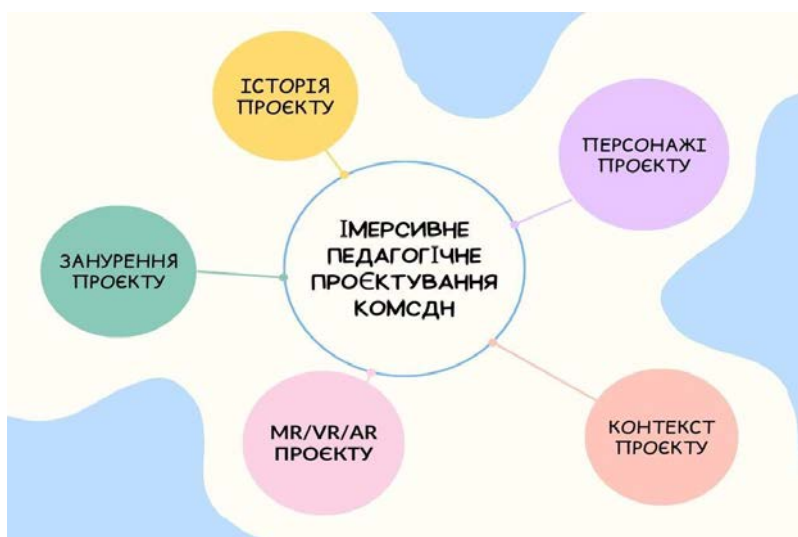 ІСТОРІЯ
ПРОЄКТУ
ПЕРСОНАЖІ
ПРОЄКТУ
ІМЕРСИВНЕ
ПЕДАГОГІЧНЕ
ПРОЄКТУВАННЯ
КОМСДН
ЗАНУРЕННЯ
ПРОЄКТУ
MR/VR/AR
ПРОЄКТУ
КОНТЕКСТ
ПРОЄКТУ